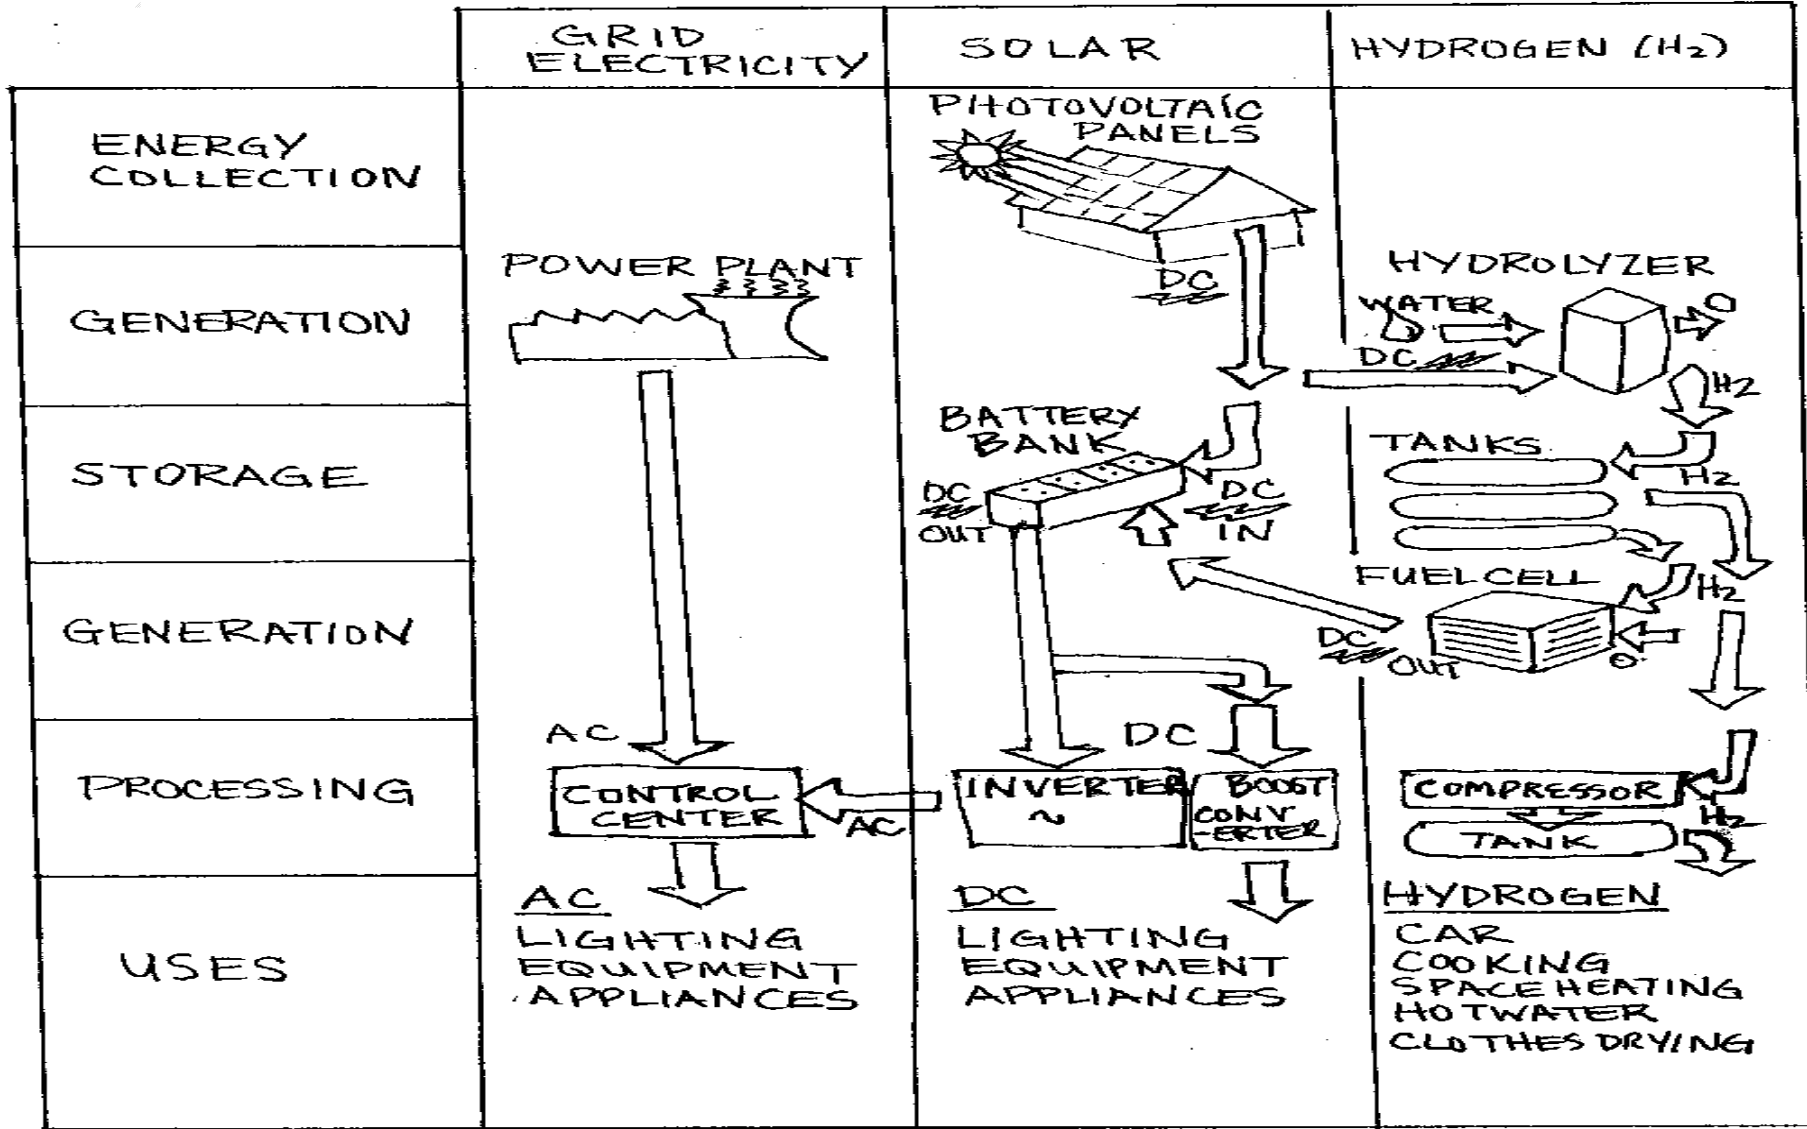 GRID
ELECTRICITY
SOLAR
HYDROGEN (H2)
ENERGY
COLLECTION
PHOTOVOLTAIC
PANELS
GENERATION
POWER PLANT
DC
HYDROLYZER
WATER
O
DC
H2
STORAGE
BATTERY
BANK
DC
OUT
DC
IN
TANKS
H2
GENERATION
FUEL CELL
H2
DC
OUT
O
PROCESSING
AC
CONTROL
CENTER
AC
INVERTER
~
DC
BOOST
CONV
-ERTER
COMPRESSOR
H2
TANK
USES
AC
LIGHTING
EQUIPMENT
APPLIANCES
DC
LIGHTING
EQUIPMENT
APPLIANCES
HYDROGEN
CAR
COOKING
SPACE HEATING
HOT WATER
CLOTHES DRYING